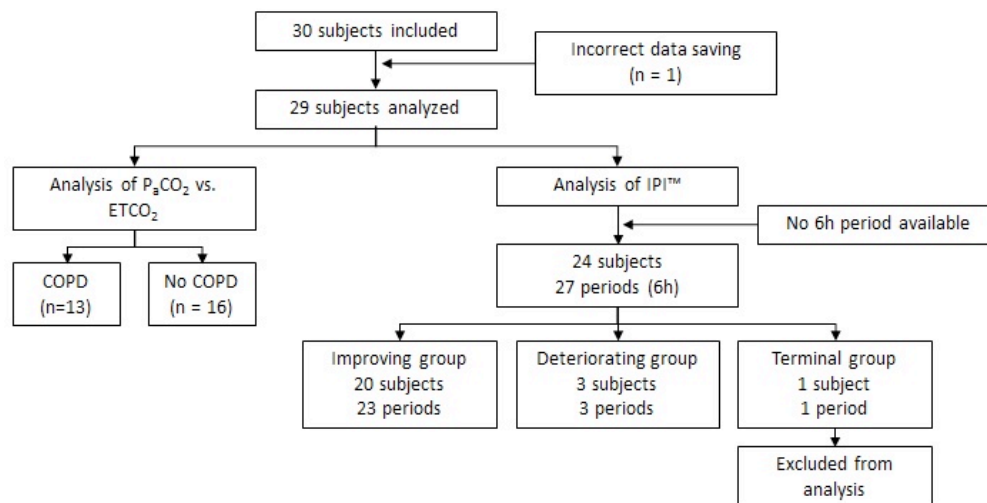 30 subjects included
Incorrect data saving
(n = 1)
29 subjects analyzed
Analysis of PₐCO₂ vs.
ETCO₂
Analysis of IPI™
No 6h period available
COPD
(n=13)
No COPD
(n = 16)
24 subjects
27 periods (6h)
Improving group
20 subjects
23 periods
Deteriorating group
3 subjects
3 periods
Terminal group
1 subject
1 period
Excluded from
analysis